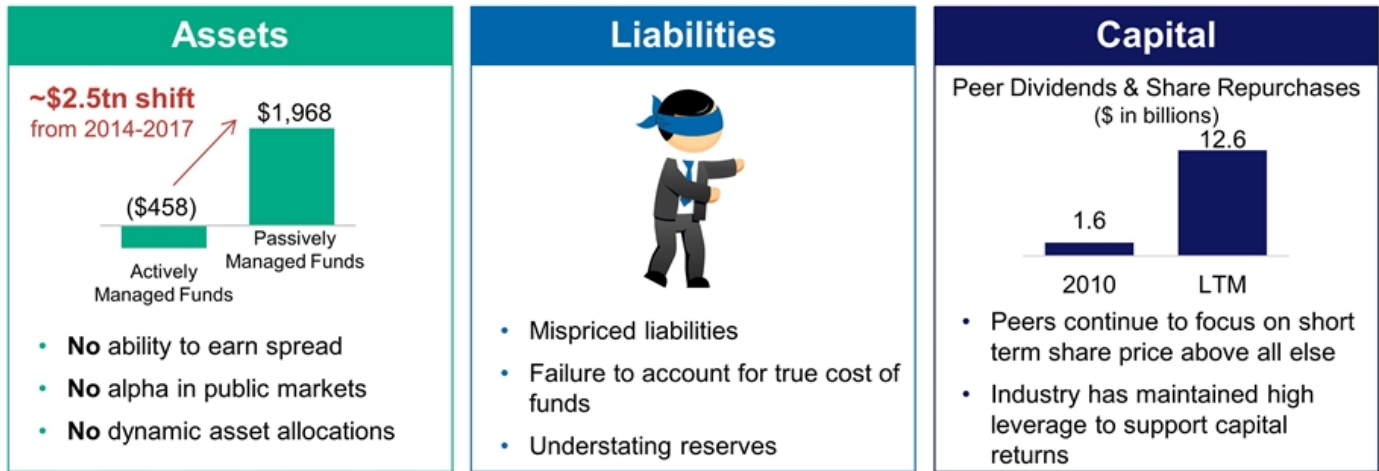 Assets
~$2.5tn shift
from 2014-2017
$1,968
($458)
Passively
Managed Funds
Actively
Managed Funds
• No ability to earn spread
• No alpha in public markets
• No dynamic asset allocations
Liabilities
• Mispriced liabilities
• Failure to account for true cost of
funds
• Understating reserves
Capital
Peer Dividends & Share Repurchases
($ in billions)
12.6
1.6
2010
LTM
• Peers continue to focus on short
term share price above all else
• Industry has maintained high
leverage to support capital
returns